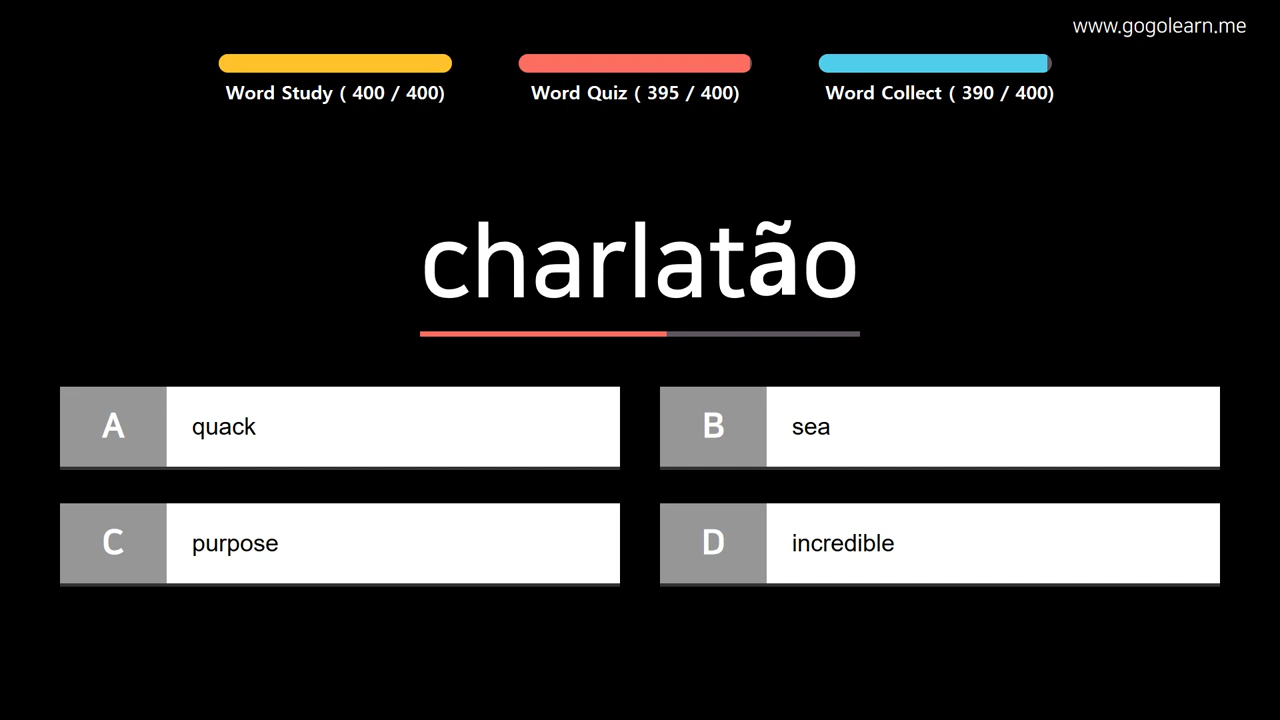 www.gogolearn.me
Word Study ( 400 / 400)
Word Quiz ( 395 / 400)
Word Collect ( 390 / 400)
charlatão
A quack
B sea
C purpose
D incredible